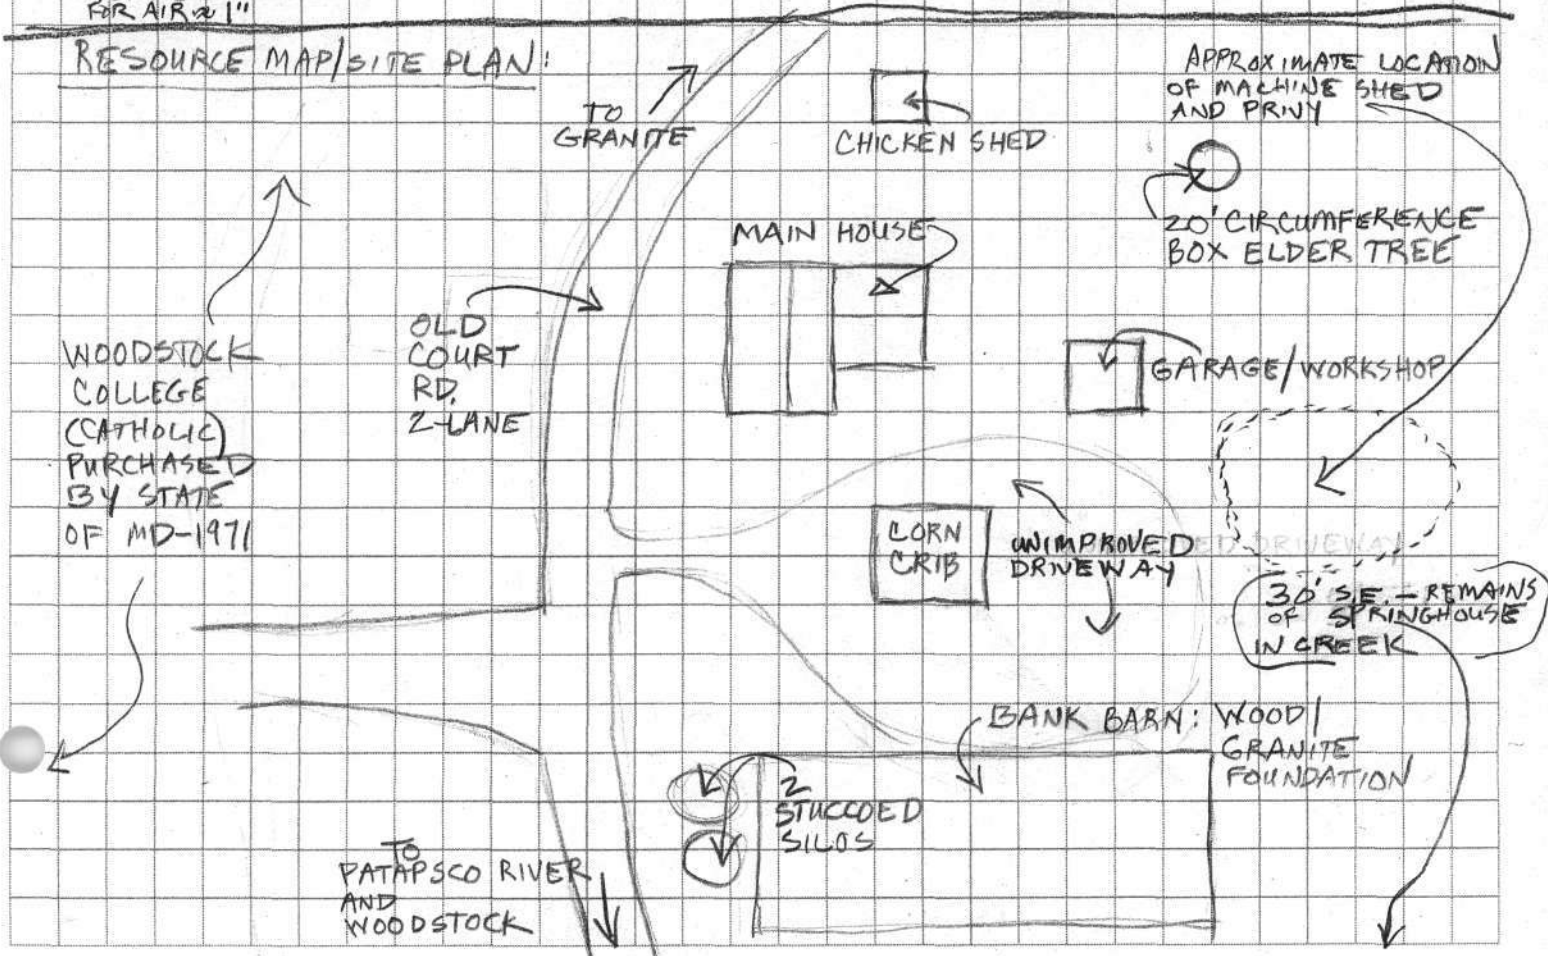 FOR AIR ≈ 1"
RESOURCE MAP/SITE PLAN:
TO
GRANITE
CHICKEN SHED
APPROXIMATE LOCATION
OF MACHINE SHED
AND PRIVY
MAIN HOUSE
20' CIRCUMFERENCE
BOX ELDER TREE
WOODSTOCK
COLLEGE
(CATHOLIC)
PURCHASED
BY STATE
OF MD-1971
OLD
COURT
RD.
2-LANE
GARAGE/WORKSHOP
CORN
CRIB
UNIMPROVED
DRIVEWAY
30' S.E. - REMAINS
OF SPRINGHOUSE
IN CREEK
BANK BARN: WOOD/
GRANITE
FOUNDATION
2
STUCCOED
SILOS
TO
PATAPSCO RIVER
AND
WOODSTOCK